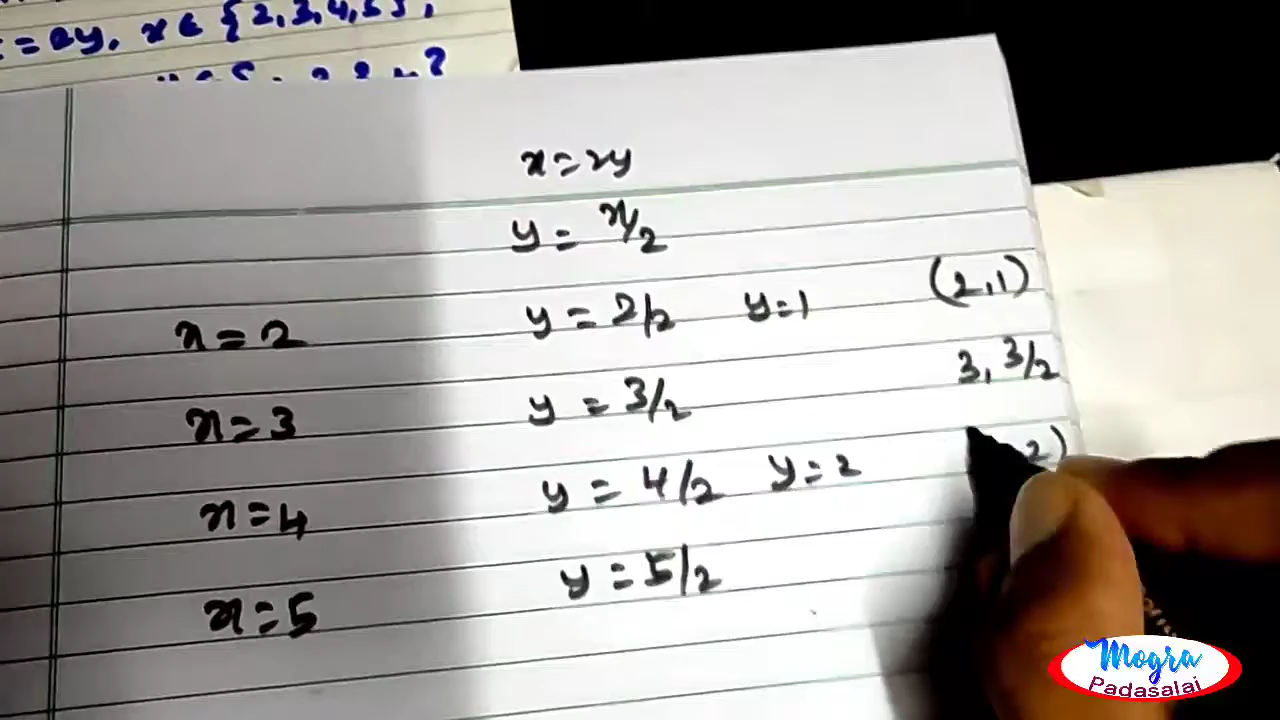 = 2y, x ∈ {2,3,4,5},
x = 2y
y = x/2
x = 2 y = 2/2 y = 1 (2,1)
x = 3 y = 3/2 3, 3/2
x = 4 y = 4/2 y = 2 2)
x = 5 y = 5/2
Mogra
Padasalai